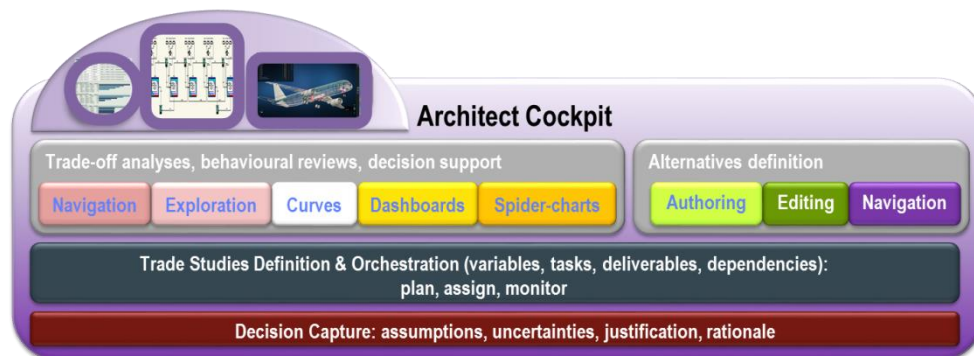 Architect Cockpit
Trade-off analyses, behavioural reviews, decision support
Navigation
Exploration
Curves
Dashboards
Spider-charts
Alternatives definition
Authoring
Editing
Navigation
Trade Studies Definition & Orchestration (variables, tasks, deliverables, dependencies):
plan, assign, monitor
Decision Capture: assumptions, uncertainties, justification, rationale